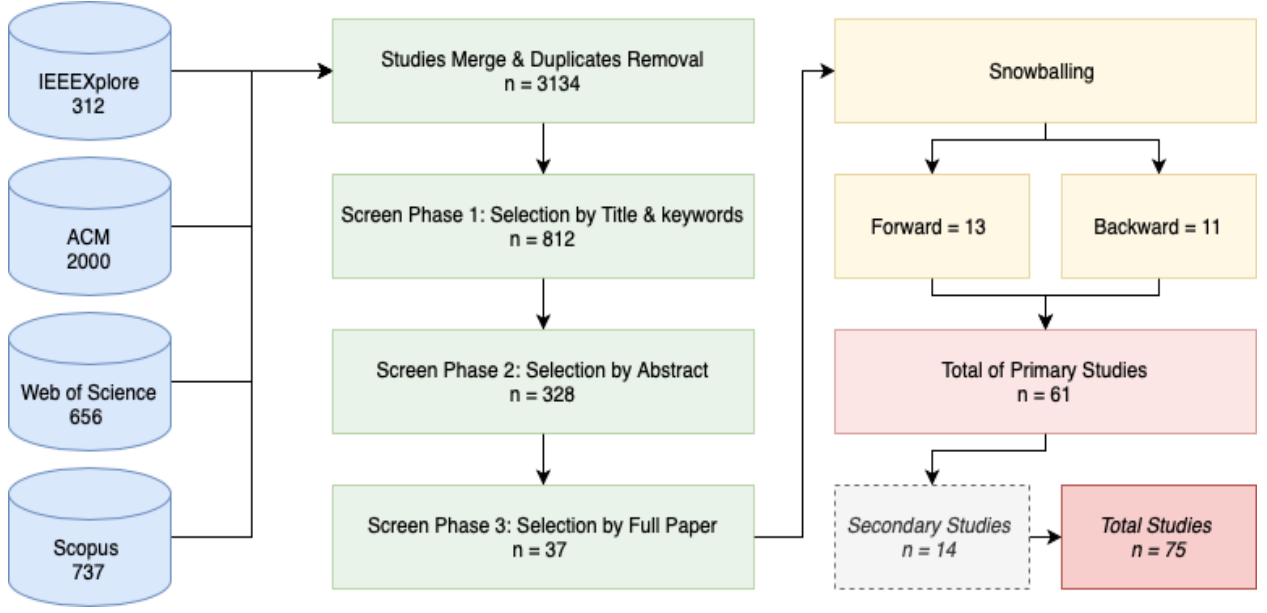 IEEEXplore
312
ACM
2000
Web of Science
656
Scopus
737
Studies Merge & Duplicates Removal
n = 3134
Screen Phase 1: Selection by Title & keywords
n = 812
Screen Phase 2: Selection by Abstract
n = 328
Screen Phase 3: Selection by Full Paper
n = 37
Snowballing
Forward = 13
Backward = 11
Total of Primary Studies
n = 61
Secondary Studies
n = 14
Total Studies
n = 75